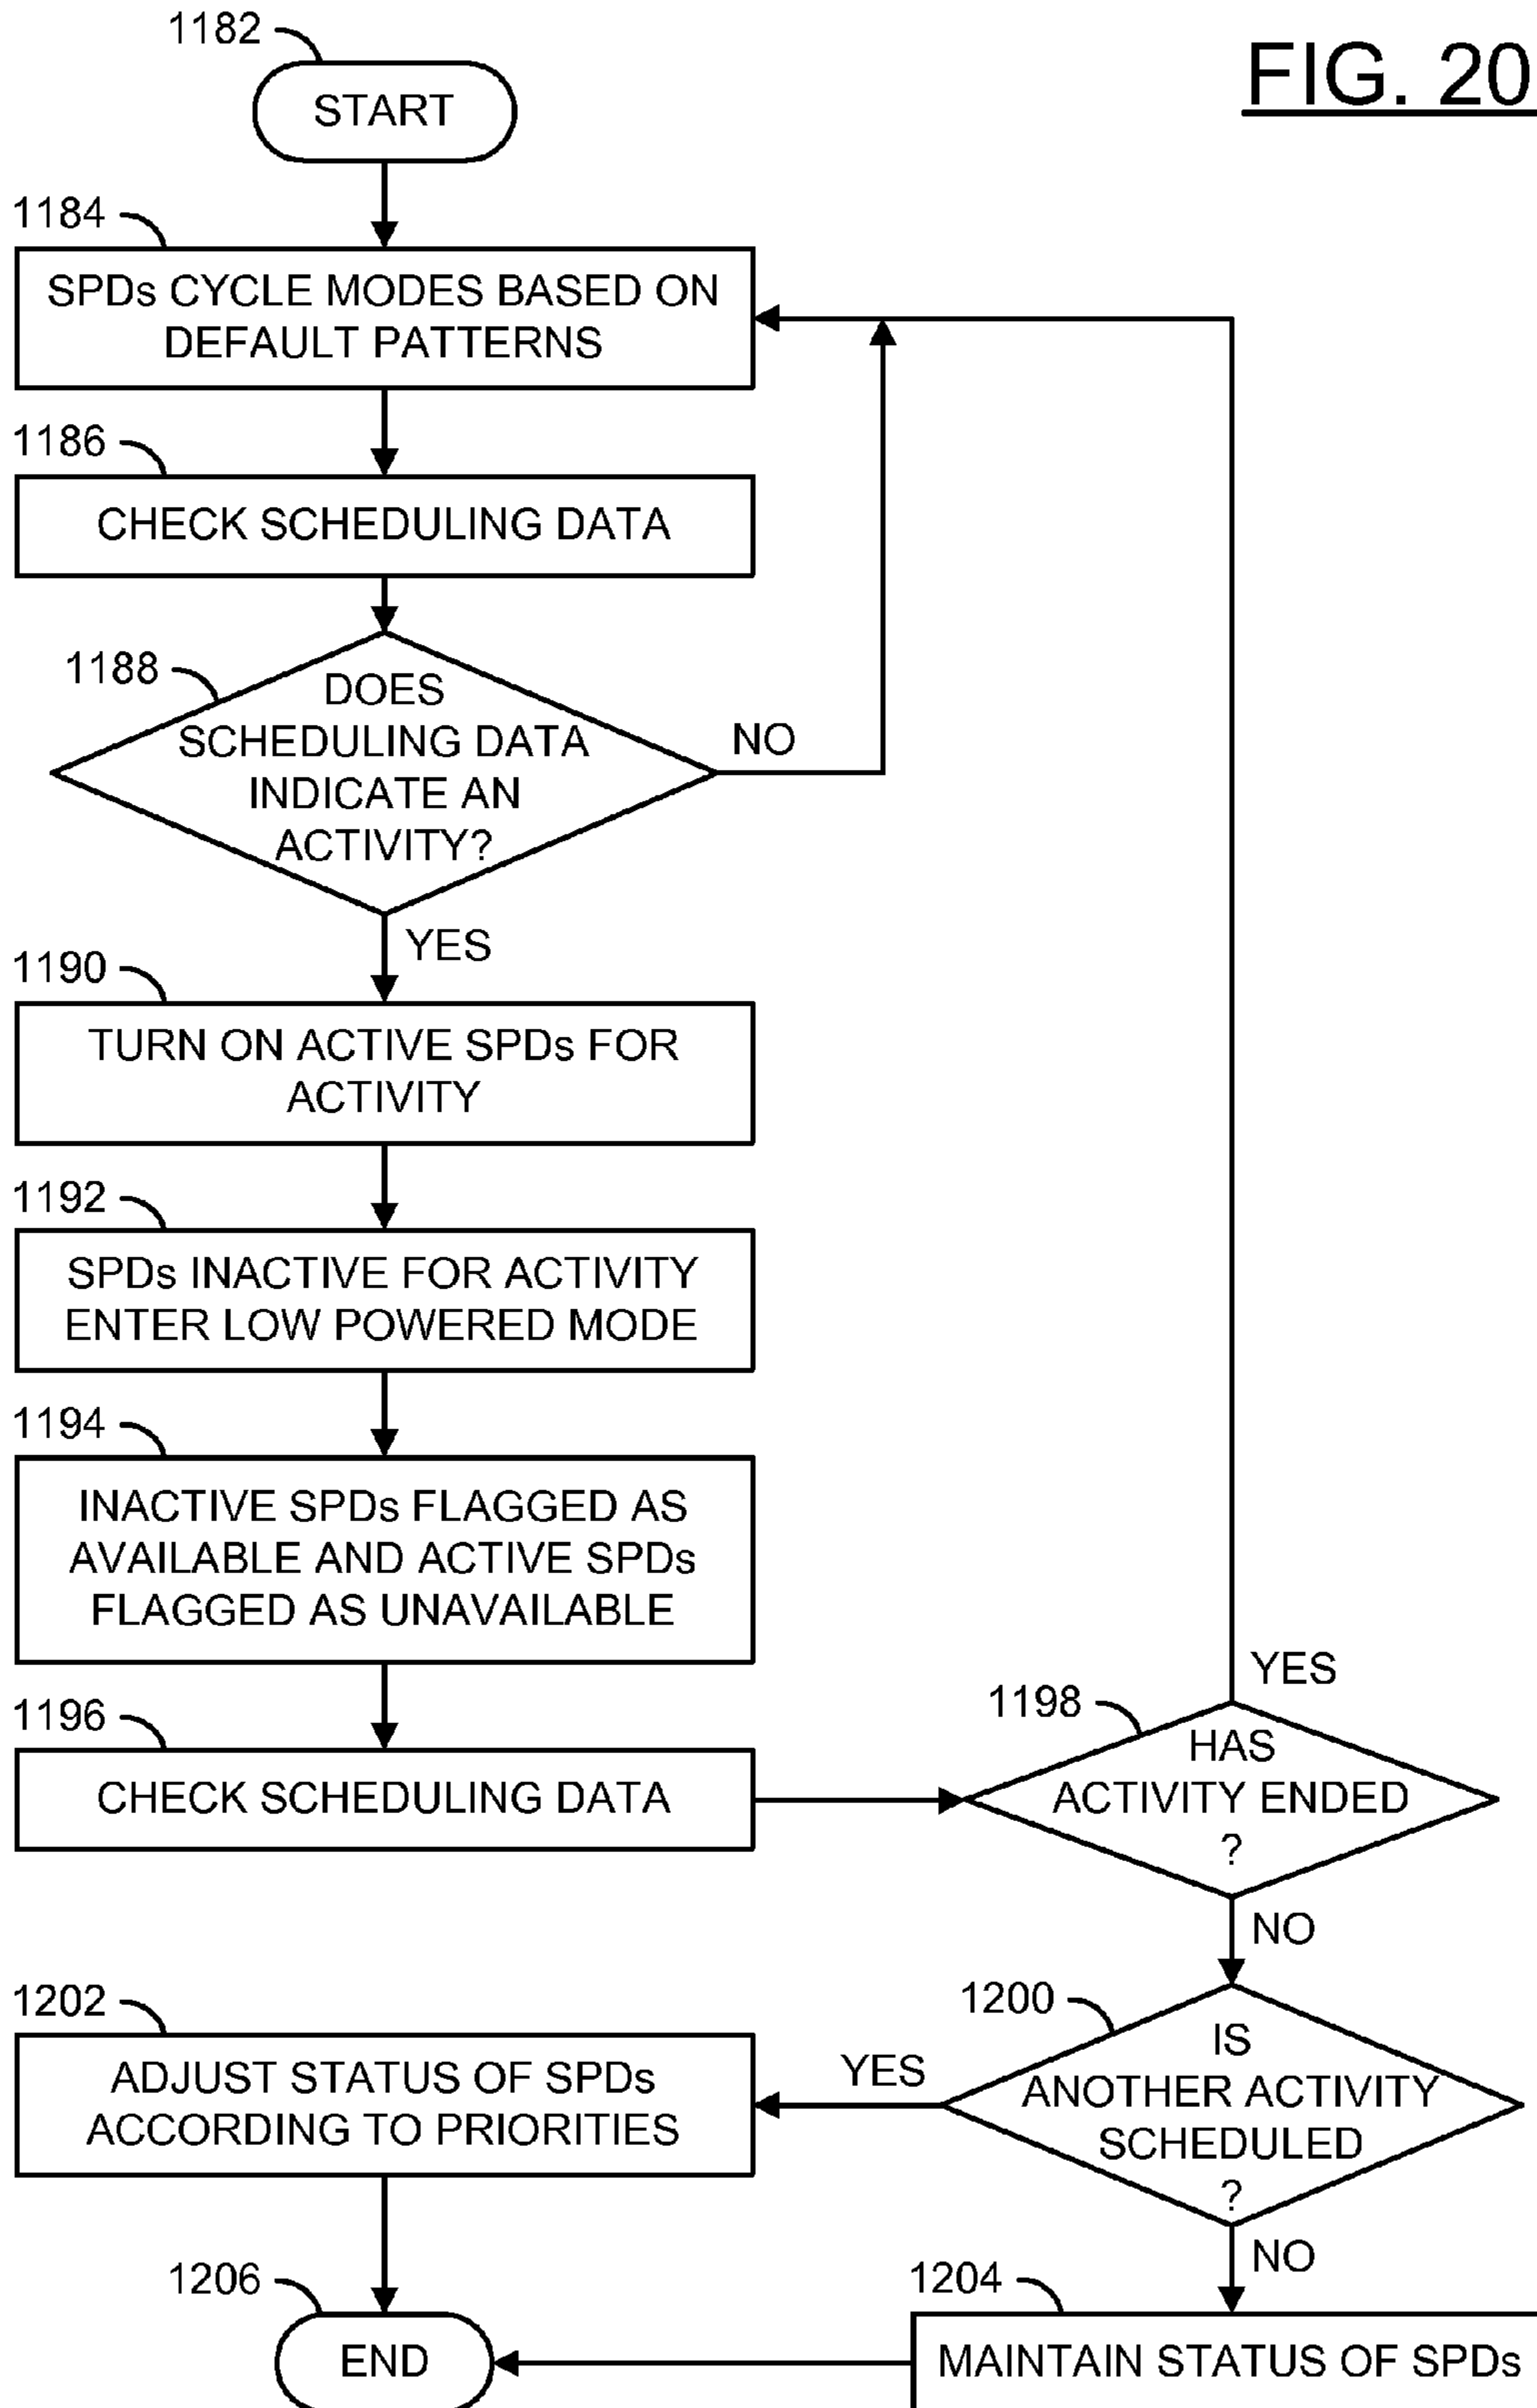 FIG. 20
1182
START
1184
SPDs CYCLE MODES BASED ON
DEFAULT PATTERNS
1186
CHECK SCHEDULING DATA
1188
DOES
SCHEDULING DATA
INDICATE AN
ACTIVITY?
NO
YES
1190
TURN ON ACTIVE SPDs FOR
ACTIVITY
1192
SPDs INACTIVE FOR ACTIVITY
ENTER LOW POWERED MODE
1194
INACTIVE SPDs FLAGGED AS
AVAILABLE AND ACTIVE SPDs
FLAGGED AS UNAVAILABLE
1196
CHECK SCHEDULING DATA
YES
1198
HAS
ACTIVITY ENDED
?
NO
1200
IS
ANOTHER ACTIVITY
SCHEDULED
?
YES
1202
ADJUST STATUS OF SPDs
ACCORDING TO PRIORITIES
NO
1204
MAINTAIN STATUS OF SPDs
1206
END